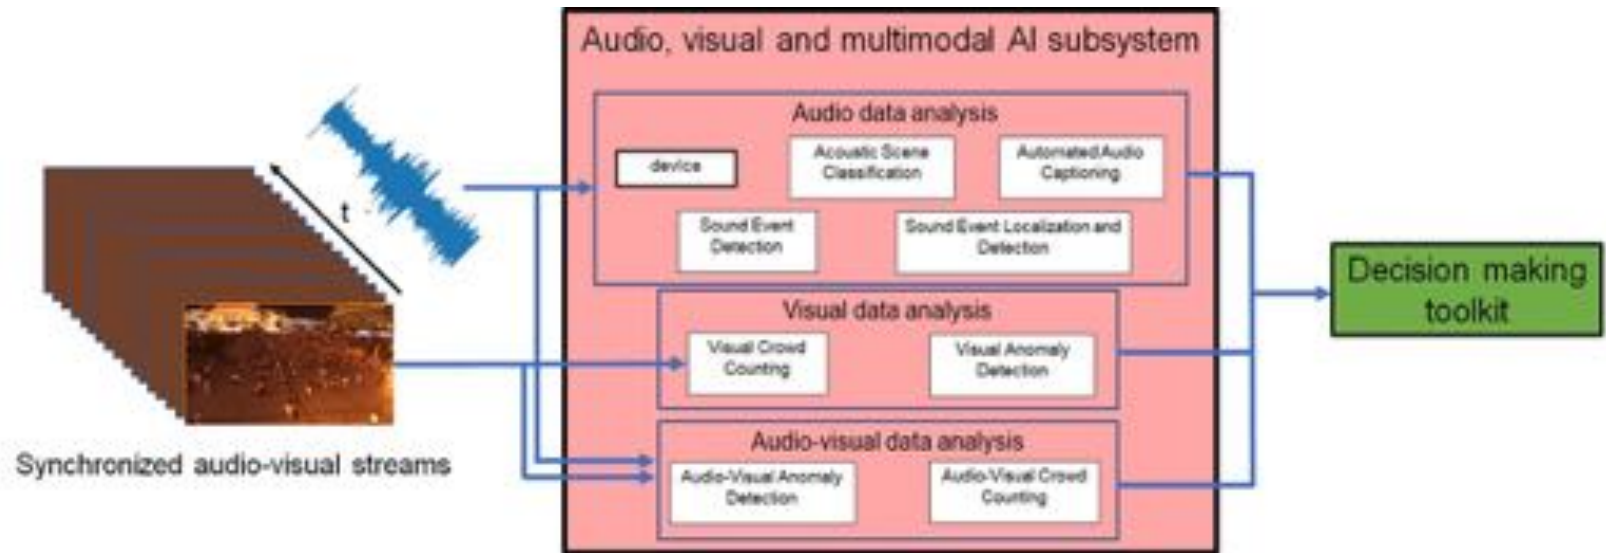 Audio, visual and multimodal AI subsystem
Audio data analysis
device
Acoustic Scene
Classification
Automated Audio
Captioning
t
Sound Event
Detection
Sound Event Localization and
Detection
Decision making
toolkit
Visual data analysis
Visual Crowd
Counting
Visual Anomaly
Detection
Synchronized audio-visual streams
Audio-visual data analysis
Audio-Visual Anomaly
Detection
Audio-Visual Crowd
Counting